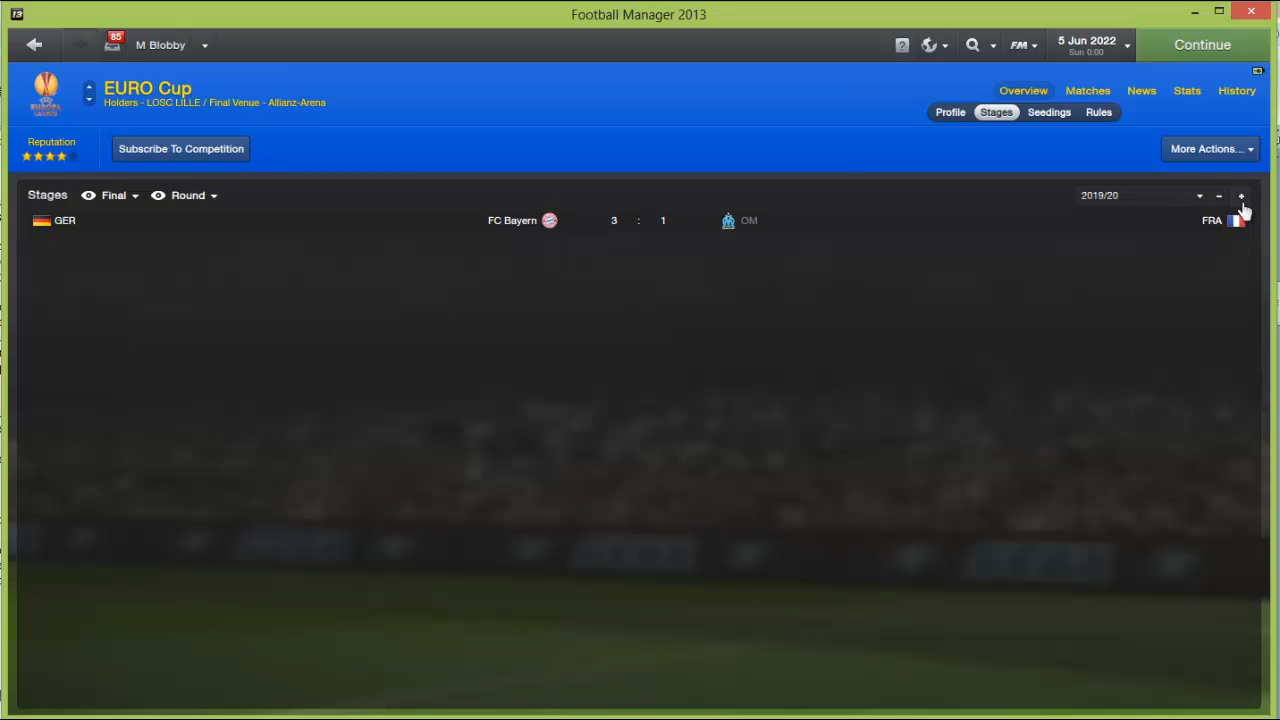 Football Manager 2013
85
M Blobby
?
FM
5 Jun 2022
Sun 0:00
Continue
EURO Cup
Holders - LOSC LILLE / Final Venue - Allianz-Arena
Overview Matches News Stats History
Profile Stages Seedings Rules
Reputation
Subscribe To Competition
More Actions...
Stages Final Round
2019/20
GER FC Bayern 3 : 1 OM FRA